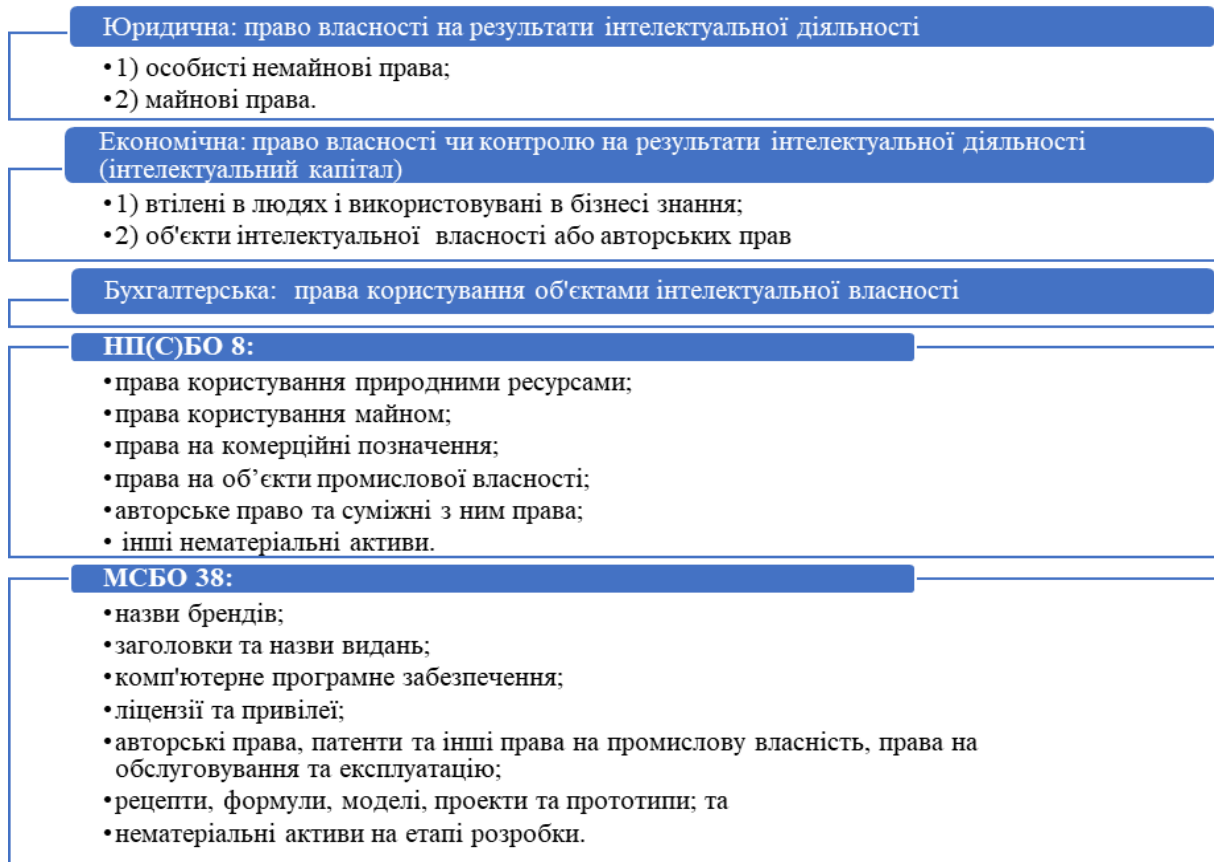 Юридична: право власності на результати інтелектуальної діяльності
•1) особисті немайнові права;
•2) майнові права.
Економічна: право власності чи контролю на результати інтелектуальної діяльності
(інтелектуальний капітал)
•1) втілені в людях і використовувані в бізнесі знання;
•2) об'єкти інтелектуальної власності або авторських прав
Бухгалтерська: права користування об'єктами інтелектуальної власності
НП(С)БО 8:
•права користування природними ресурсами;
•права користування майном;
•права на комерційні позначення;
•права на об’єкти промислової власності;
•авторське право та суміжні з ним права;
• інші нематеріальні активи.
МСБО 38:
•назви брендів;
•заголовки та назви видань;
•комп'ютерне програмне забезпечення;
•ліцензії та привілеї;
•авторські права, патенти та інші права на промислову власність, права на
обслуговування та експлуатацію;
•рецепти, формули, моделі, проекти та прототипи; та
•нематеріальні активи на етапі розробки.